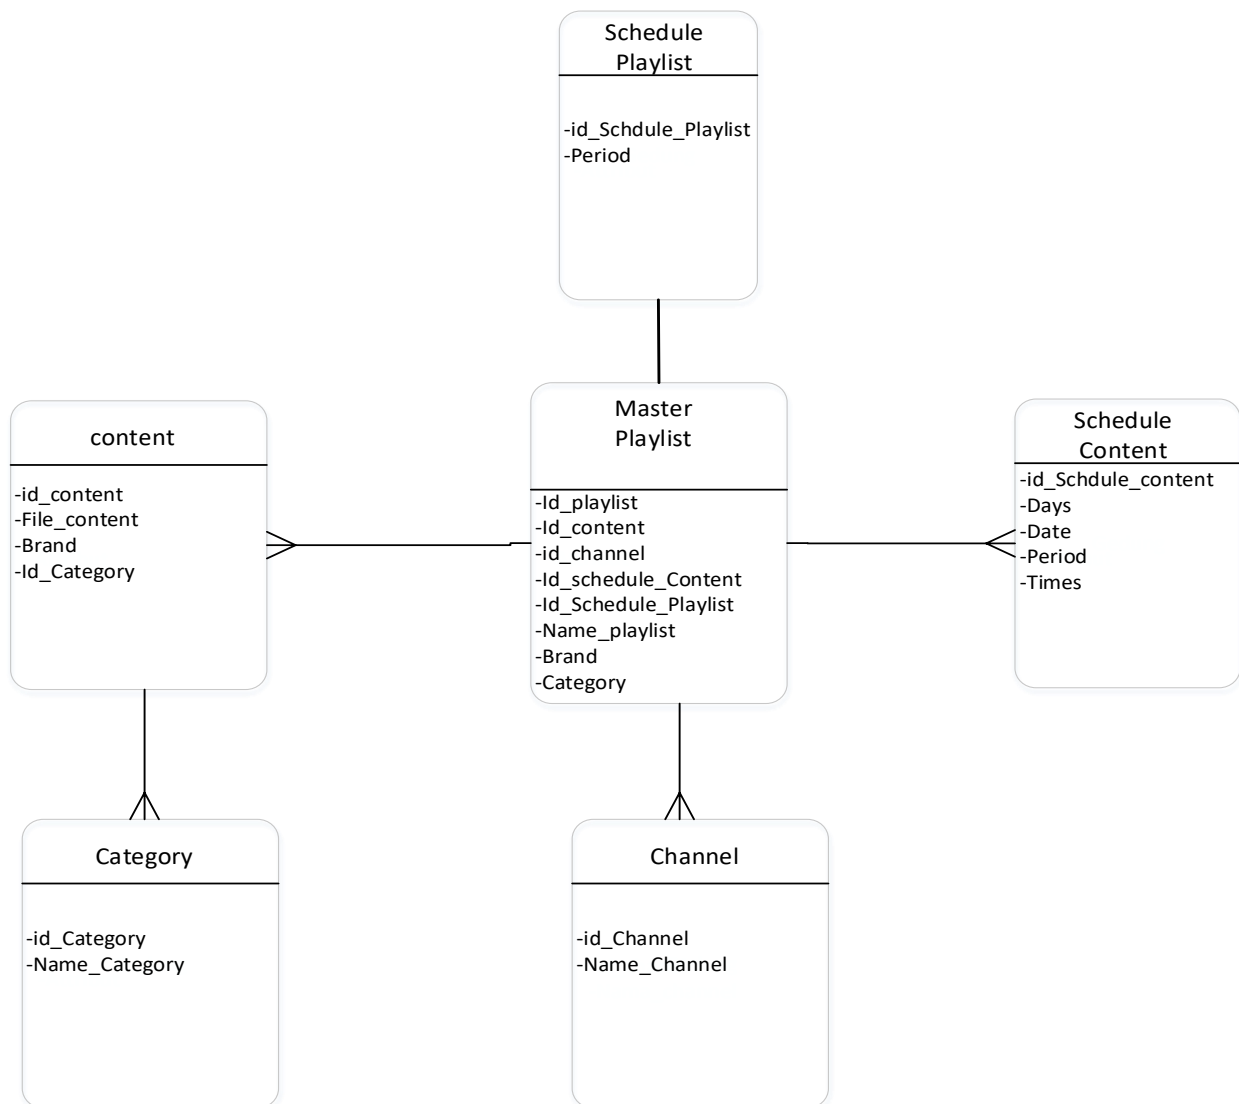 Schedule
Playlist
-id_Schdule_Playlist
-Period
content
-id_content
-File_content
-Brand
-Id_Category
Master
Playlist
-Id_playlist
-Id_content
-id_channel
-Id_schedule_Content
-Id_Schedule_Playlist
-Name_playlist
-Brand
-Category
Schedule
Content
-id_Schdule_content
-Days
-Date
-Period
-Times
Category
-id_Category
-Name_Category
Channel
-id_Channel
-Name_Channel